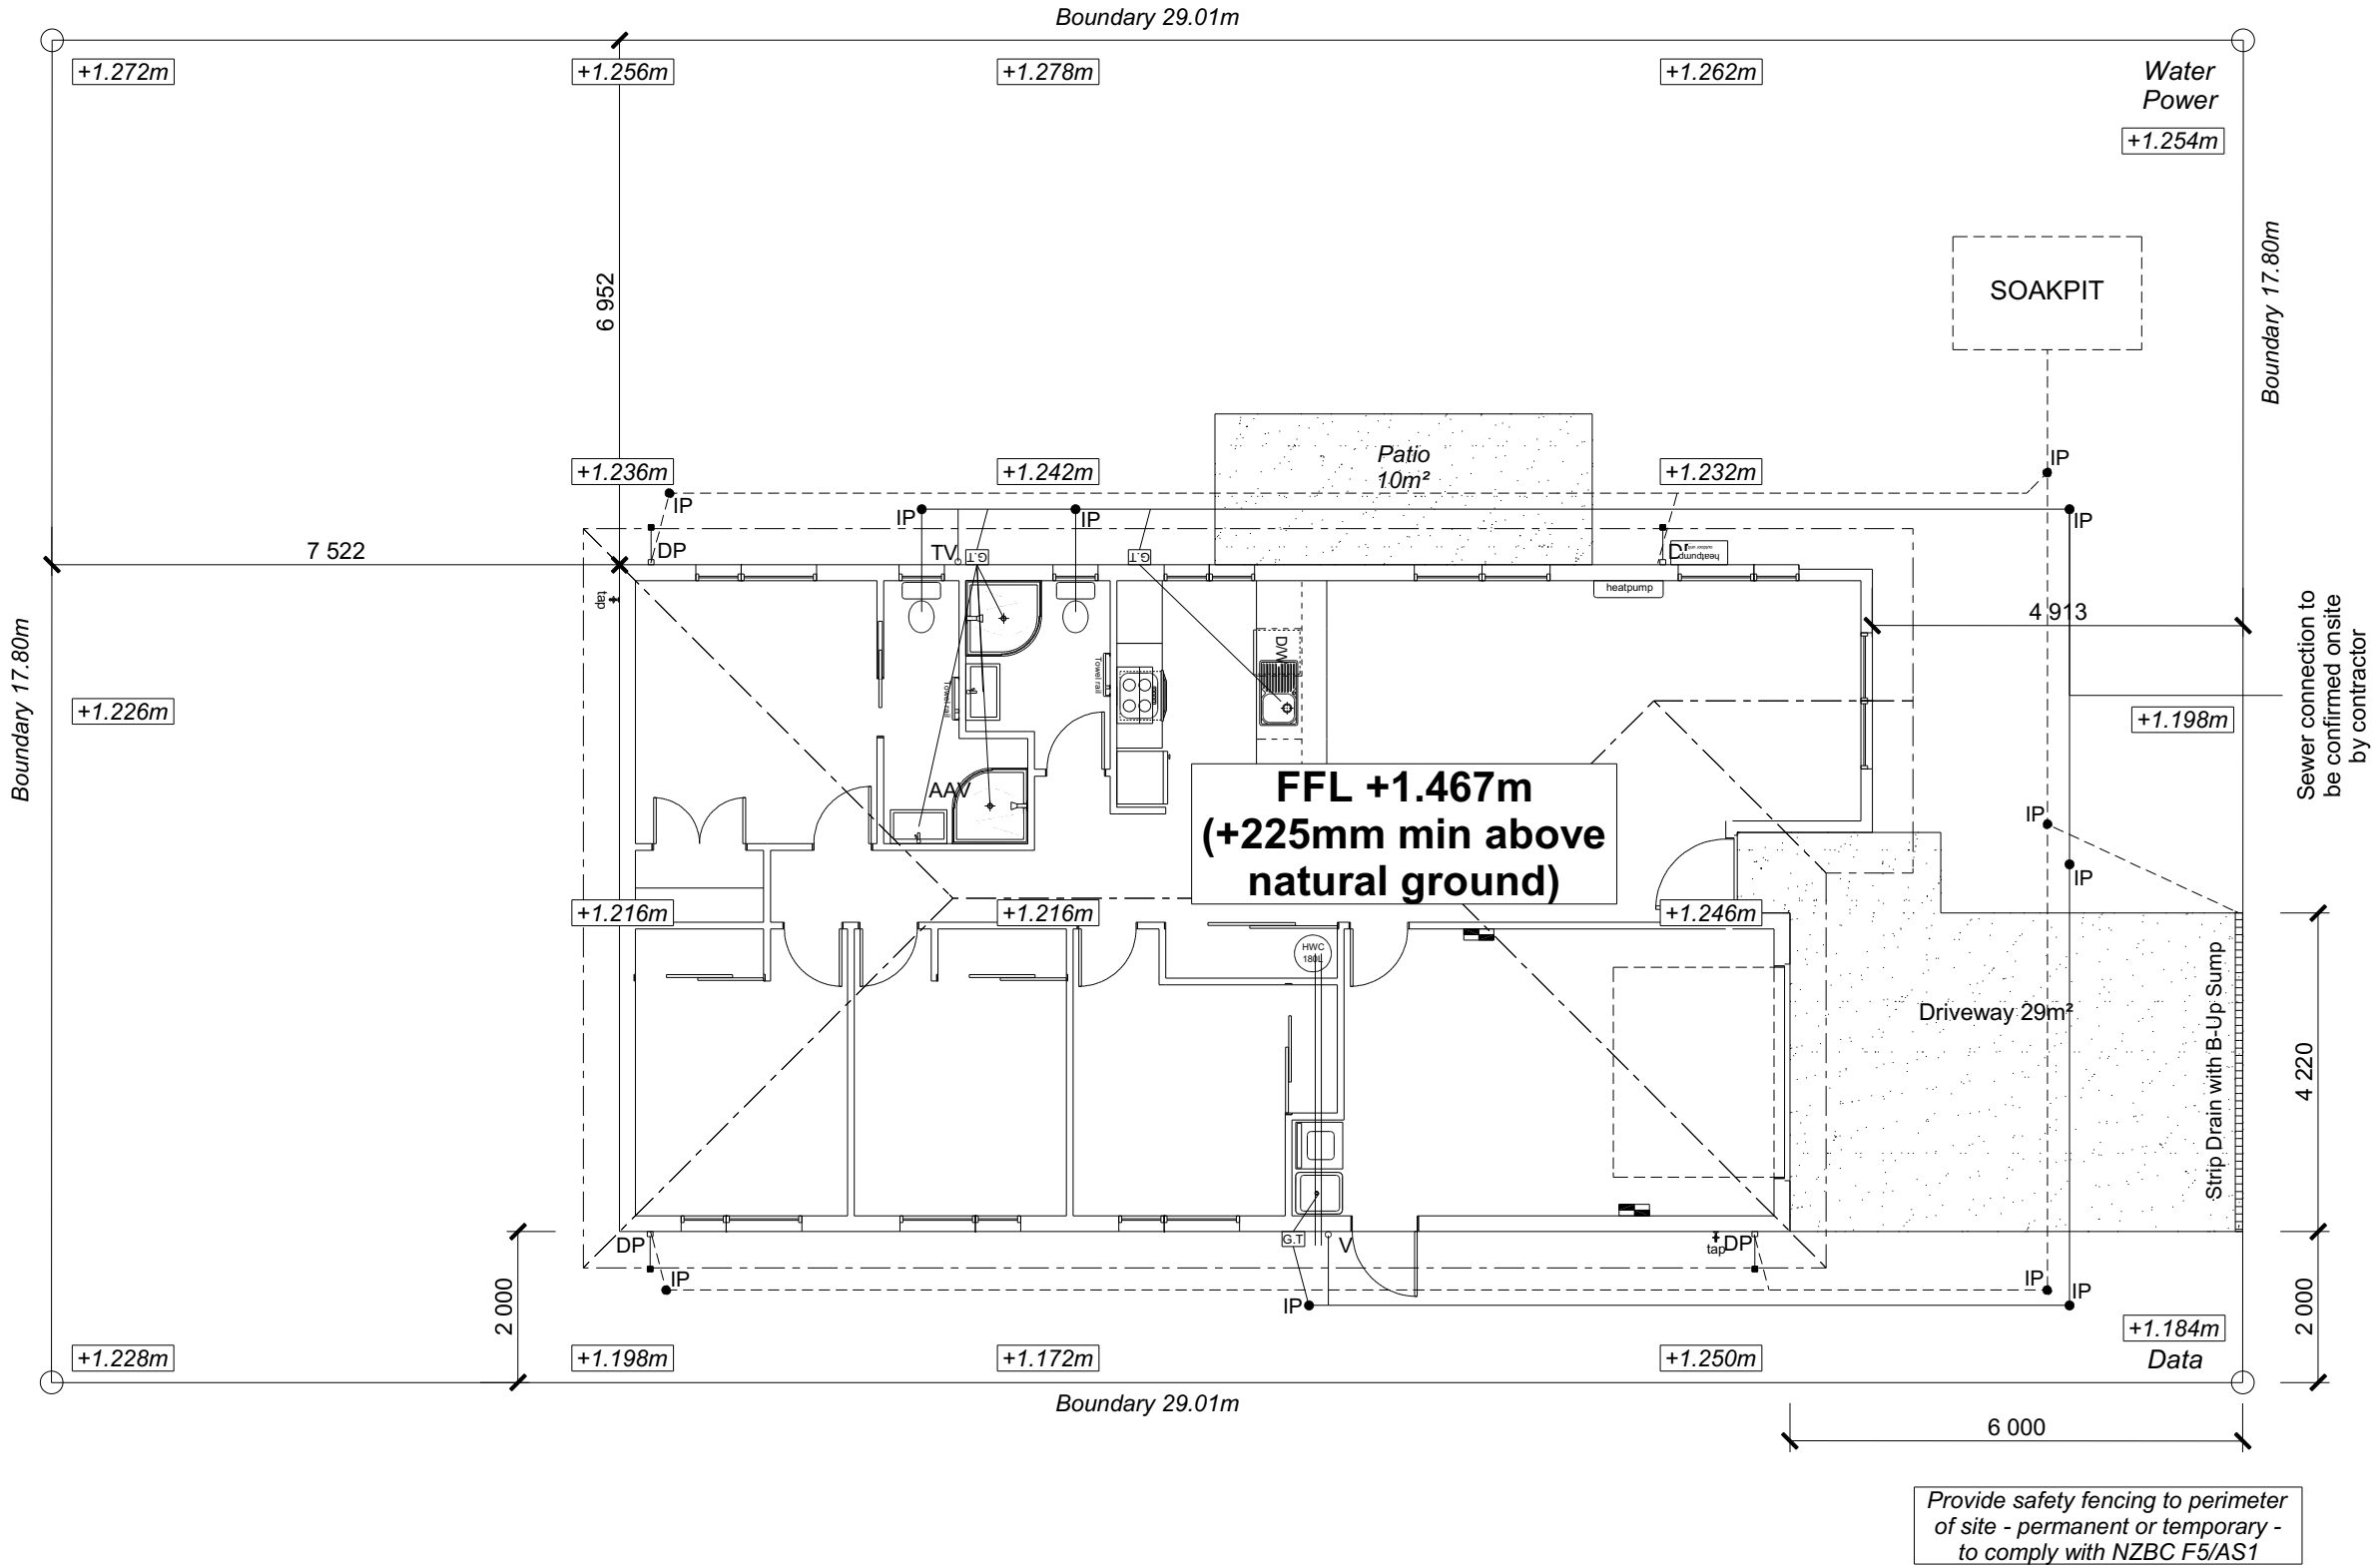 Boundary 29.01m
+1.272m
+1.256m
+1.278m
+1.262m
Water
Power
+1.254m
Boundary 17.80m
6 952
SOAKPIT
Patio
10m²
+1.236m
+1.242m
+1.232m
IP
IP
IP
IP
IP
7 522
DP
TV
G.T
G.T
heatpump
tap
heatpump
4 913
Sewer connection to
be confirmed onsite
by contractor
Boundary 17.80m
D/W
Towel rail
Towel rail
+1.226m
+1.198m
AAV
FFL +1.467m
(+225mm min above
natural ground)
IP
IP
+1.216m
+1.216m
+1.246m
HWC
180L
Driveway 29m²
Strip Drain with B-Up Sump
4 220
DP
G.T
V
tap
DP
IP
IP
IP
IP
2 000
2 000
+1.228m
+1.198m
+1.172m
+1.250m
+1.184m
Data
Boundary 29.01m
6 000
Provide safety fencing to perimeter
of site - permanent or temporary -
to comply with NZBC F5/AS1